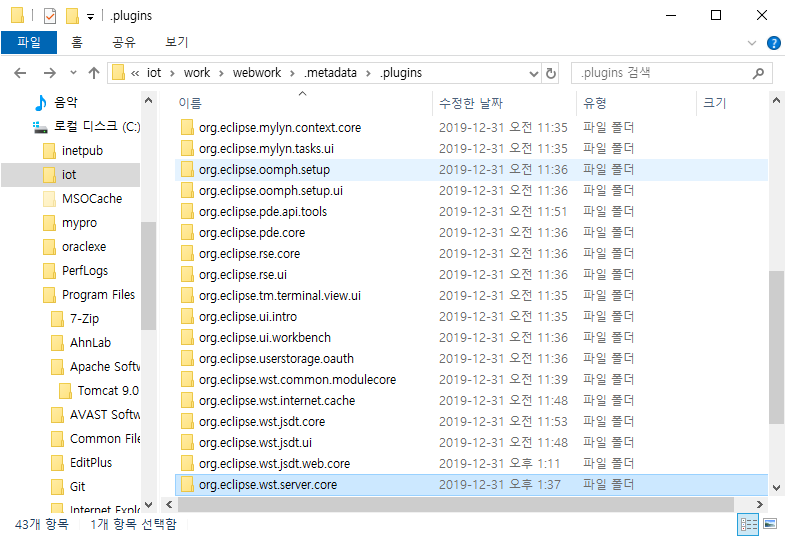 .plugins
파일 홈 공유 보기
« iot > work > webwork > .metadata > .plugins
.plugins 검색
음악
로컬 디스크 (C:)
inetpub
iot
MSOCache
mypro
oraclexe
PerfLogs
Program Files
7-Zip
AhnLab
Apache Softw
Tomcat 9.0
AVAST Softw
Common File
EditPlus
Git
Internet Explo
이름 수정한 날짜 유형 크기
org.eclipse.mylyn.context.core 2019-12-31 오전 11:35 파일 폴더
org.eclipse.mylyn.tasks.ui 2019-12-31 오전 11:35 파일 폴더
org.eclipse.oomph.setup 2019-12-31 오전 11:36 파일 폴더
org.eclipse.oomph.setup.ui 2019-12-31 오전 11:36 파일 폴더
org.eclipse.pde.api.tools 2019-12-31 오전 11:51 파일 폴더
org.eclipse.pde.core 2019-12-31 오전 11:36 파일 폴더
org.eclipse.rse.core 2019-12-31 오전 11:36 파일 폴더
org.eclipse.rse.ui 2019-12-31 오전 11:36 파일 폴더
org.eclipse.tm.terminal.view.ui 2019-12-31 오전 11:35 파일 폴더
org.eclipse.ui.intro 2019-12-31 오전 11:35 파일 폴더
org.eclipse.ui.workbench 2019-12-31 오전 11:36 파일 폴더
org.eclipse.userstorage.oauth 2019-12-31 오전 11:36 파일 폴더
org.eclipse.wst.common.modulecore 2019-12-31 오전 11:39 파일 폴더
org.eclipse.wst.internet.cache 2019-12-31 오전 11:48 파일 폴더
org.eclipse.wst.jsdt.core 2019-12-31 오전 11:53 파일 폴더
org.eclipse.wst.jsdt.ui 2019-12-31 오전 11:48 파일 폴더
org.eclipse.wst.jsdt.web.core 2019-12-31 오후 1:11 파일 폴더
org.eclipse.wst.server.core 2019-12-31 오후 1:37 파일 폴더
43개 항목 1개 항목 선택함